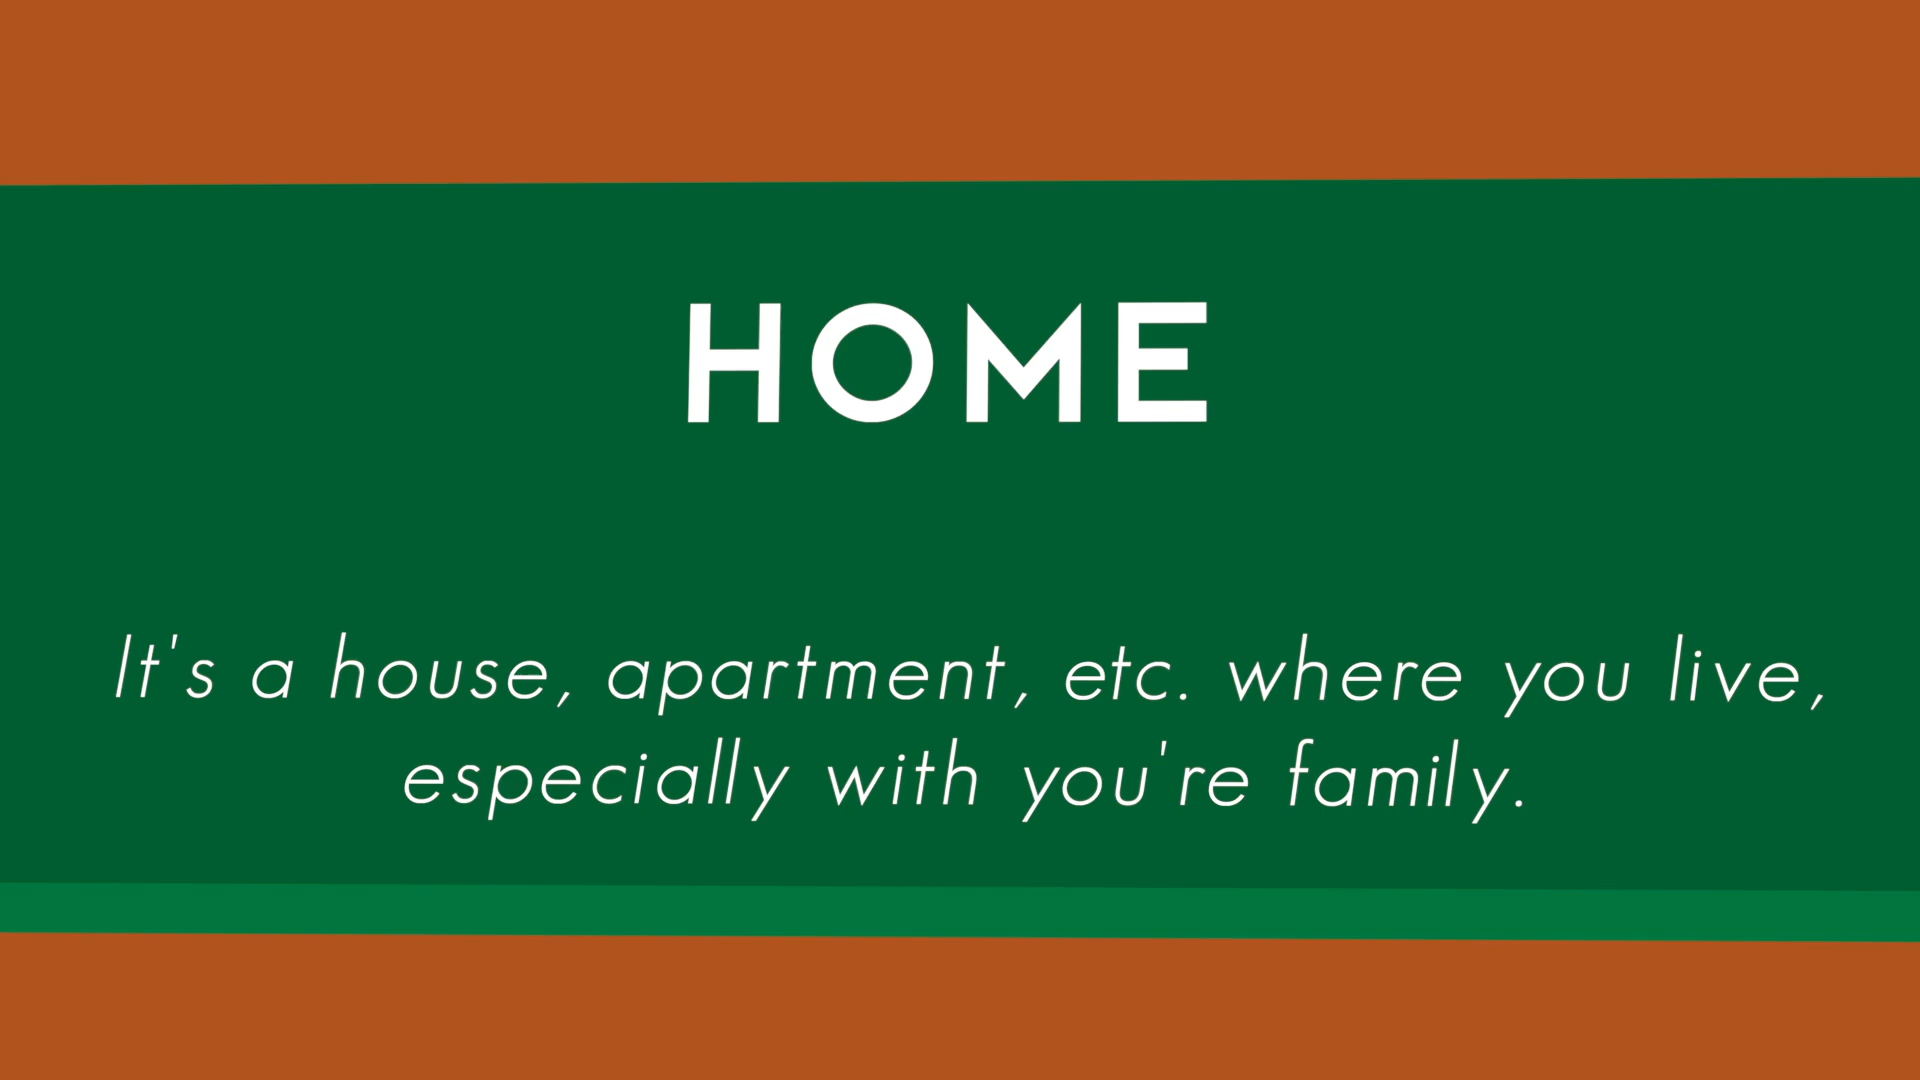 HOME
It's a house, apartment, etc. where you live,
especially with you're family.